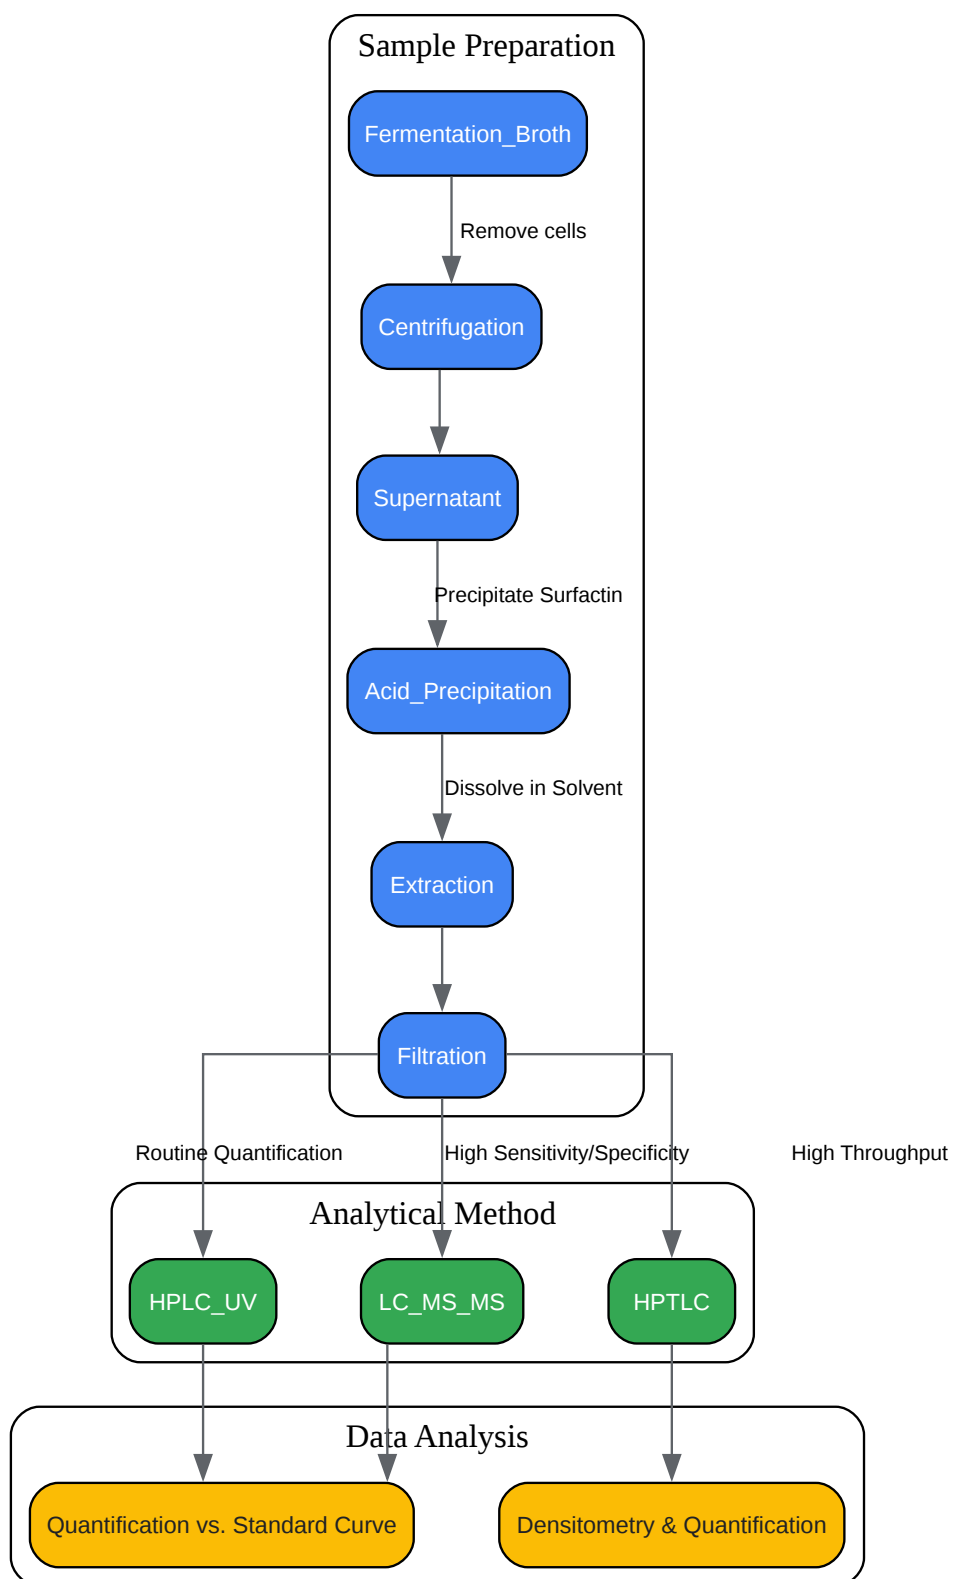 Sample Preparation
Fermentation_Broth
Remove cells
Centrifugation
Supernatant
Precipitate Surfactin
Acid_Precipitation
Dissolve in Solvent
Extraction
Filtration
Routine Quantification
High Sensitivity/Specificity
High Throughput
Analytical Method
HPLC_UV
LC_MS_MS
HPTLC
Data Analysis
Quantification vs. Standard Curve
Densitometry & Quantification